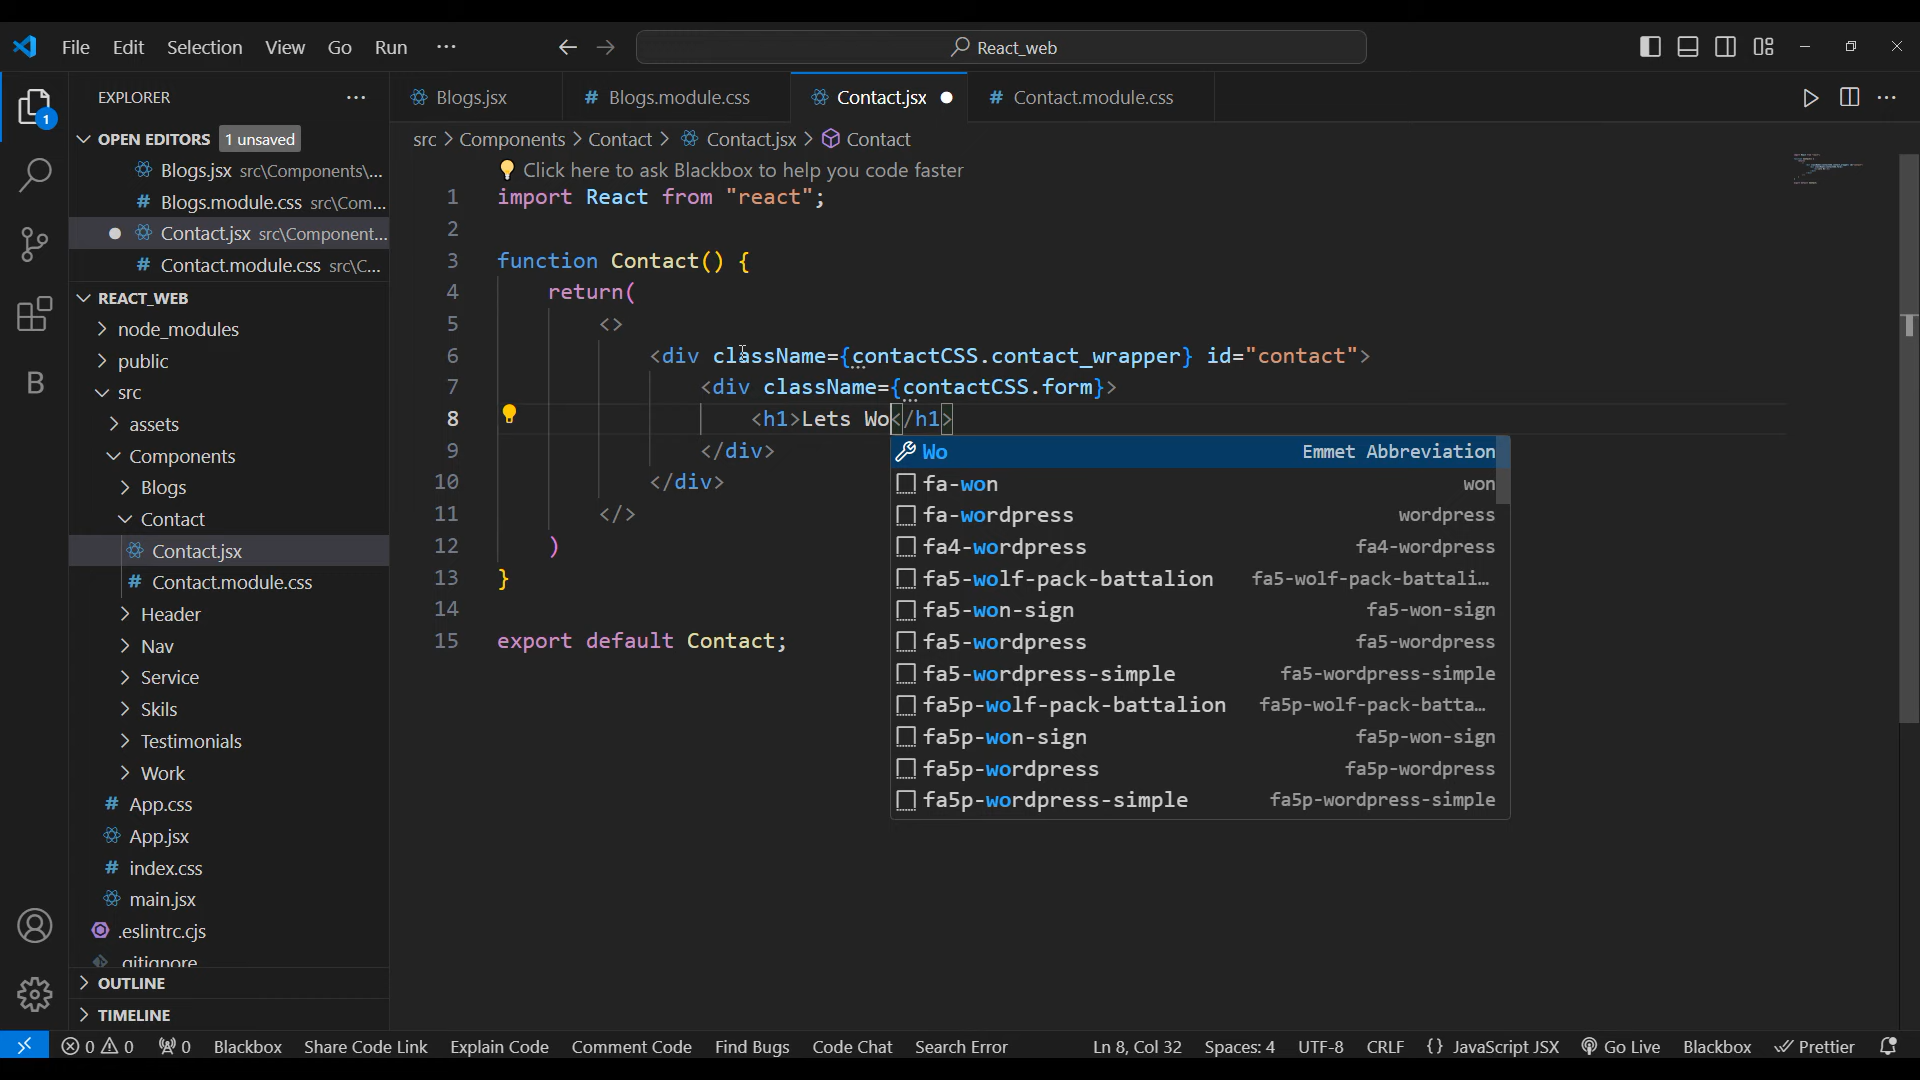 File Edit Selection View Go Run ··· React_web
EXPLORER ···
OPEN EDITORS 1 unsaved
Blogs.jsx src\Components\...
Blogs.module.css src\Com...
Contact.jsx src\Component...
Contact.module.css src\C...
REACT_WEB
node_modules
public
src
assets
Components
Blogs
Contact
Contact.jsx
Contact.module.css
Header
Nav
Service
Skils
Testimonials
Work
App.css
App.jsx
index.css
main.jsx
.eslintrc.cjs
.gitignore
OUTLINE
TIMELINE
Blogs.jsx Blogs.module.css Contact.jsx Contact.module.css
src > Components > Contact > Contact.jsx > Contact
Click here to ask Blackbox to help you code faster
1 import React from "react";
2
3 function Contact() {
4 return(
5 <>
6 <div className={contactCSS.contact_wrapper} id="contact">
7 <div className={contactCSS.form}>
8 <h1>Lets Wo</h1>
9 </div>
10 </div>
11 </>
12 )
13 }
14
15 export default Contact;
Wo Emmet Abbreviation
fa-won won
fa-wordpress wordpress
fa4-wordpress fa4-wordpress
fa5-wolf-pack-battalion fa5-wolf-pack-battali...
fa5-won-sign fa5-won-sign
fa5-wordpress fa5-wordpress
fa5-wordpress-simple fa5-wordpress-simple
fa5p-wolf-pack-battalion fa5p-wolf-pack-batta...
fa5p-won-sign fa5p-won-sign
fa5p-wordpress fa5p-wordpress
fa5p-wordpress-simple fa5p-wordpress-simple
B
1
0 0 0 Blackbox Share Code Link Explain Code Comment Code Find Bugs Code Chat Search Error Ln 8, Col 32 Spaces: 4 UTF-8 CRLF {} JavaScript JSX Go Live Blackbox Prettier